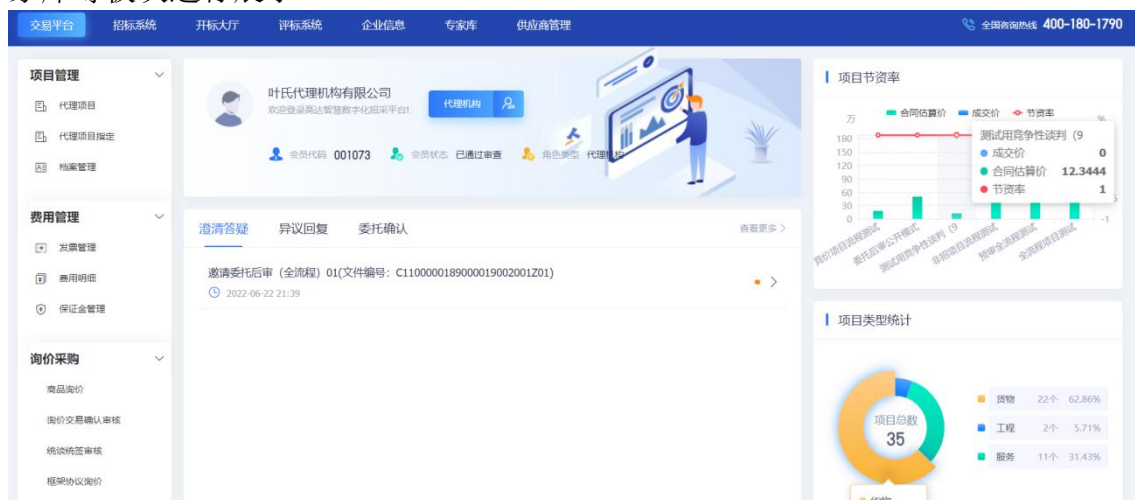 交易平台 招标系统 开标大厅 评标系统 企业信息 专家库 供应商管理 全国咨询热线 400-180-1790
项目管理
代理项目
代理项目指定
档案管理
费用管理
发票管理
费用明细
保证金管理
询价采购
商品询价
询价交易确认审核
统谈统签审核
框架协议询价
叶氏代理机构有限公司
欢迎登录高达智慧数字化招采平台!
代理机构
会员代码 001073 会员状态 已通过审查 角色类型 代理机构
澄清答疑 异议回复 委托确认 查看更多 >
邀请委托后审（全流程）01(文件编号：C1100000189000019002001Z01)
2022-06-22 21:39
项目节资率
合同估算价 成交价 节资率
万 %
180
150
120
90
60
30
0 -1
测试用竞争性谈判 (9
成交价 0
合同估算价 12.3444
节资率 1
竞价项目流程测试
委托后审公开模式
测试用竞争性谈判 (9
非招项目流程测试
预审全流程测试
全流程项目测试
项目类型统计
项目总数
35
货物 22个 62.86%
工程 2个 5.71%
服务 11个 31.43%